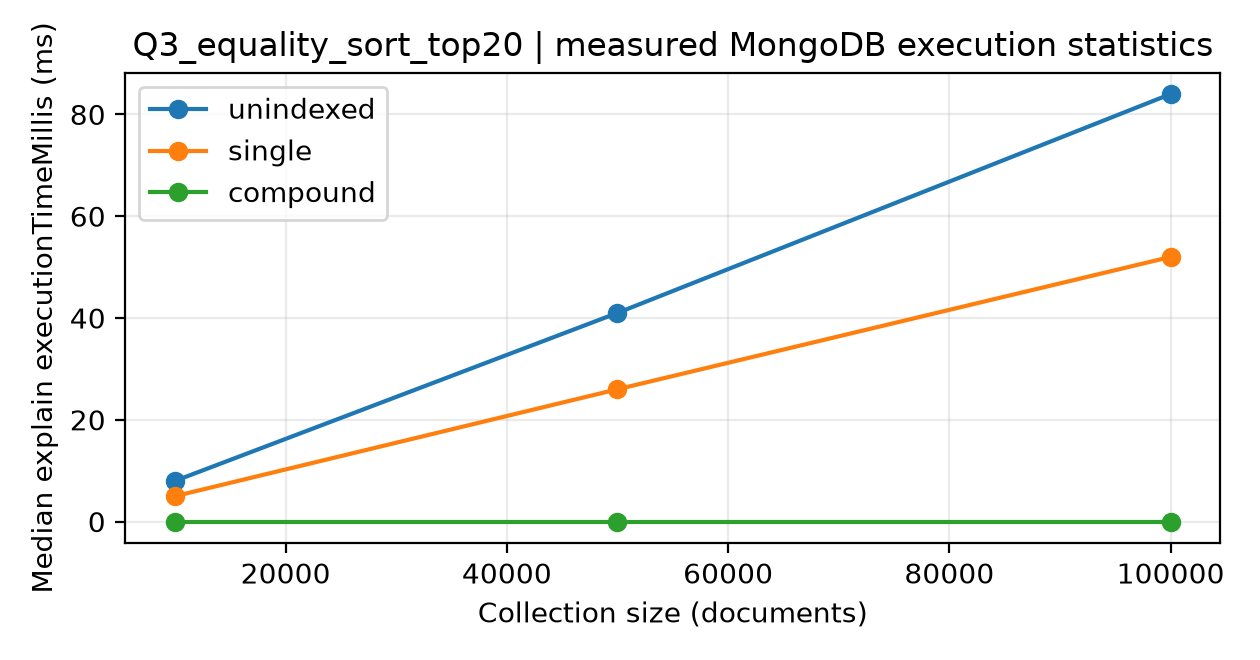 Q3_equality_sort_top20 | measured MongoDB execution statistics
Median explain executionTimeMillis (ms)
80
60
40
20
0
unindexed
single
compound
20000
40000
60000
80000
100000
Collection size (documents)